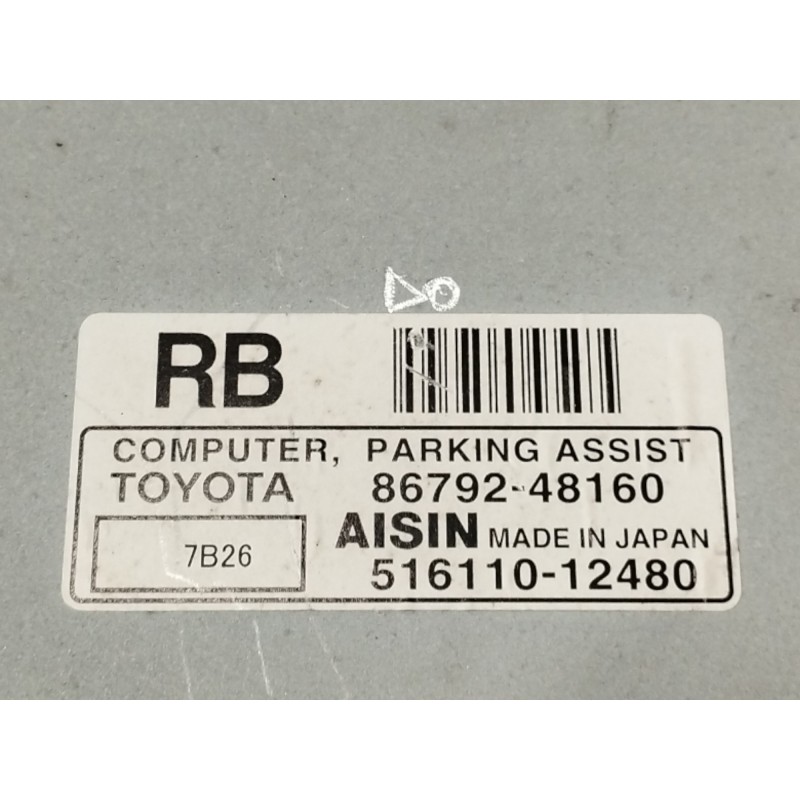 RB
COMPUTER, PARKING ASSIST
TOYOTA 86792-48160
7B26 AISIN MADE IN JAPAN
516110-12480